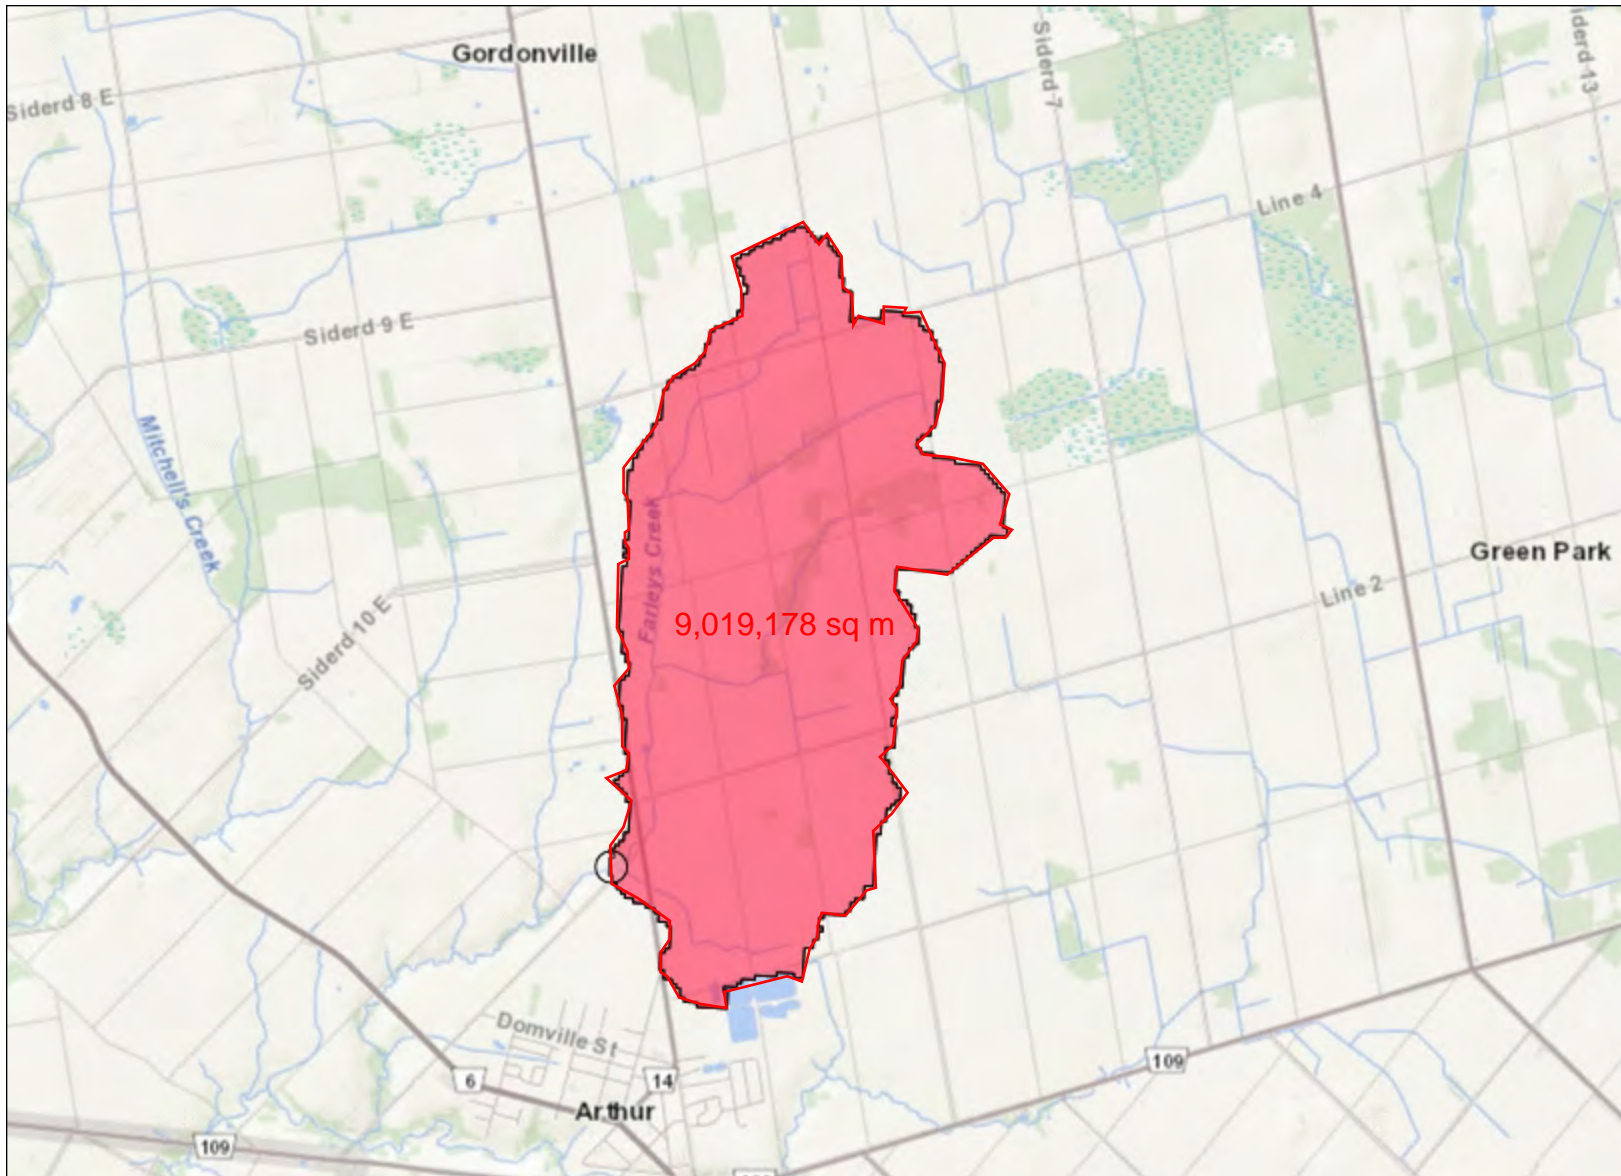 Gordonville
Siderd 8 E
Siderd 7
iderd 13
Line 4
Siderd 9 E
Mitchell's Creek
Farleys Creek
Green Park
Line 2
9,019,178 sq m
Siderd 10 E
Domville St
109
6
14
Arthur
109